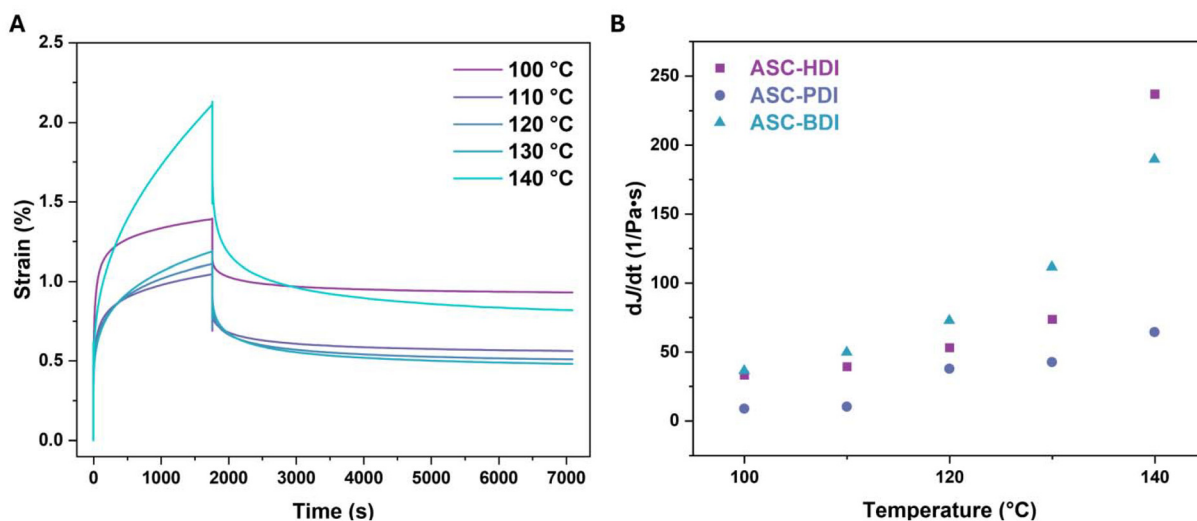 A
2.5
2.0
1.5
1.0
0.5
0.0
Strain (%)
0 1000 2000 3000 4000 5000 6000 7000
Time (s)
100 °C
110 °C
120 °C
130 °C
140 °C
B
250
200
150
100
50
0
dJ/dt (1/Pa•s)
100 120 140
Temperature (°C)
ASC-HDI
ASC-PDI
ASC-BDI